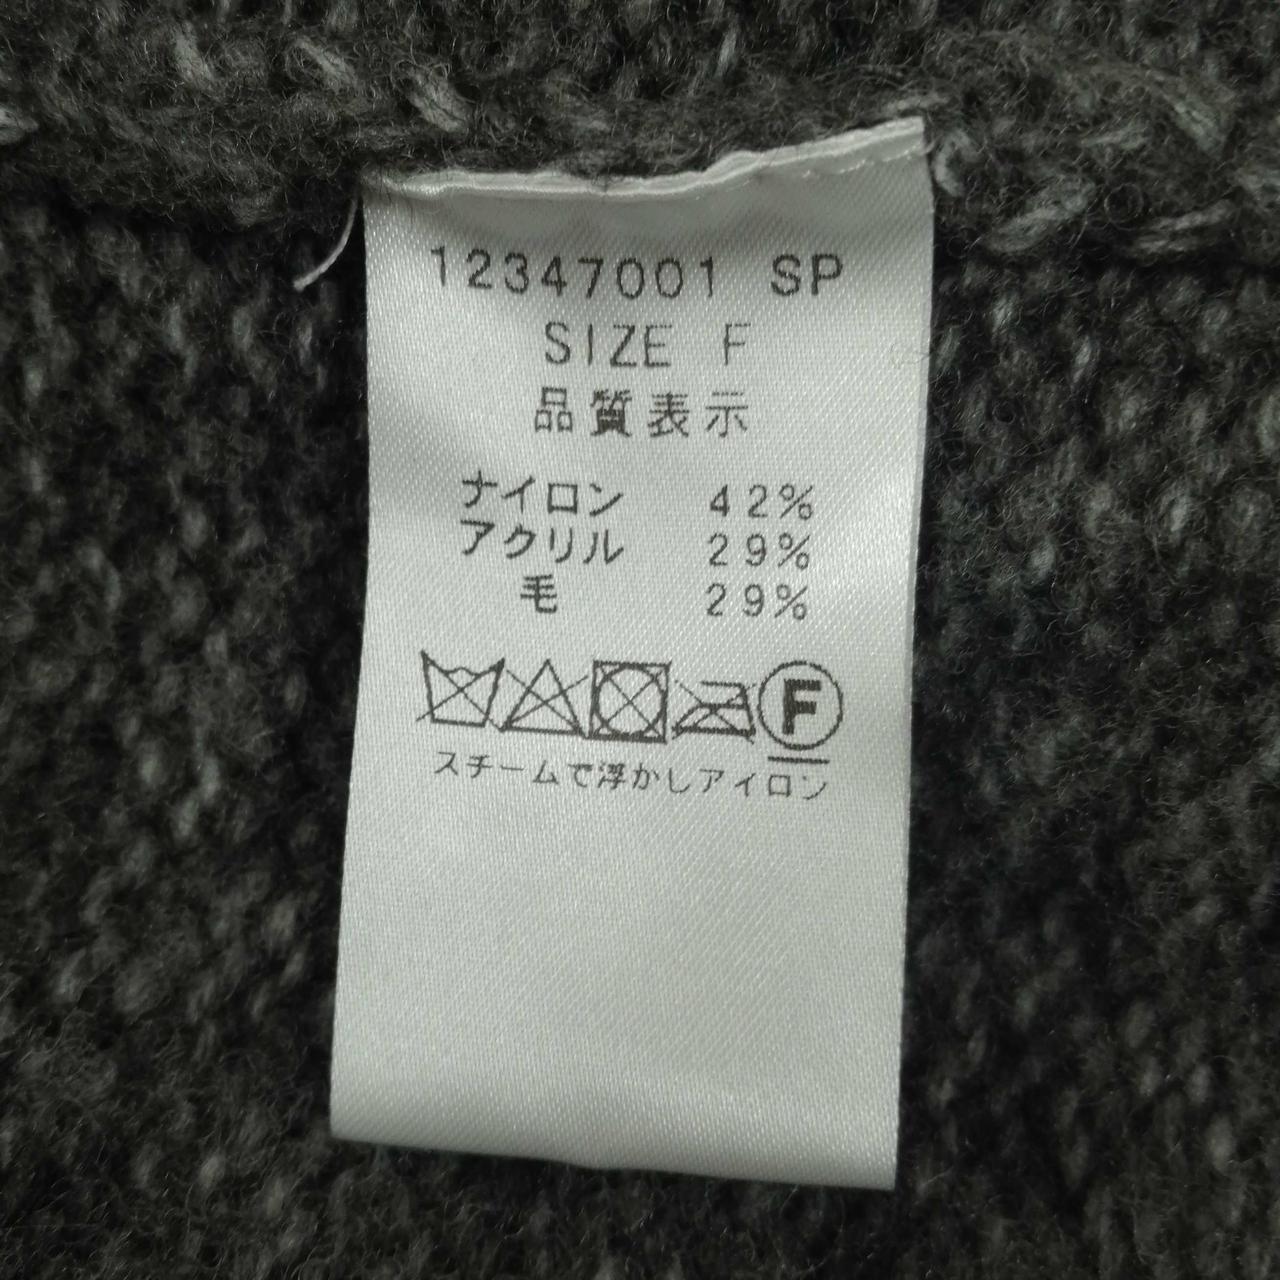 12347001 SP
SIZE F
品質表示
ナイロン 42%
アクリル 29%
毛 29%
F
スチームで浮かしアイロン